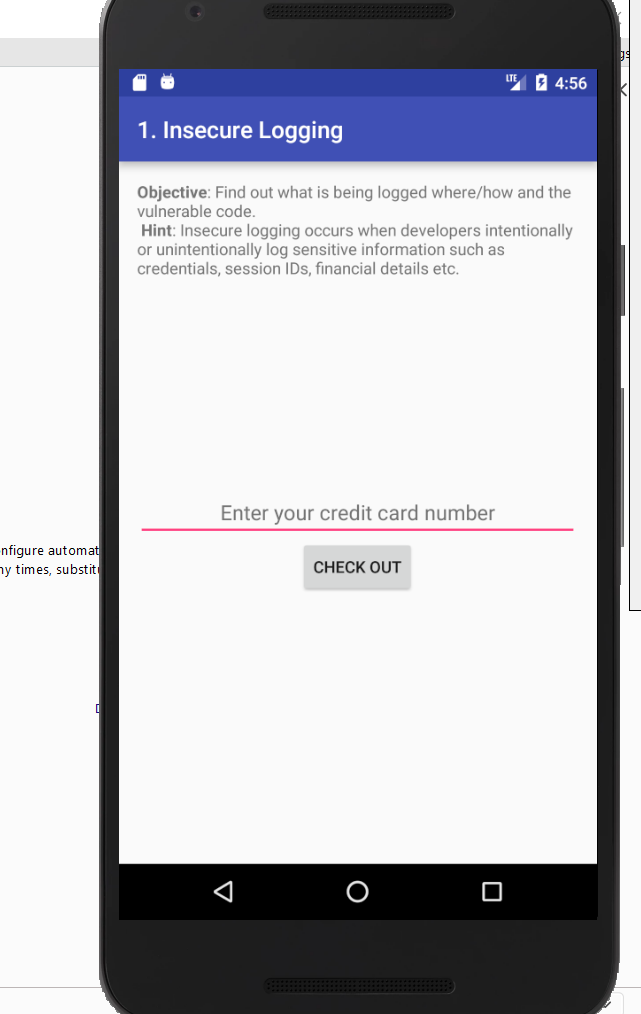 LTE 4:56
1. Insecure Logging
Objective: Find out what is being logged where/how and the
vulnerable code.
Hint: Insecure logging occurs when developers intentionally
or unintentionally log sensitive information such as
credentials, session IDs, financial details etc.
Enter your credit card number
CHECK OUT
nfigure automat
ny times, substitu